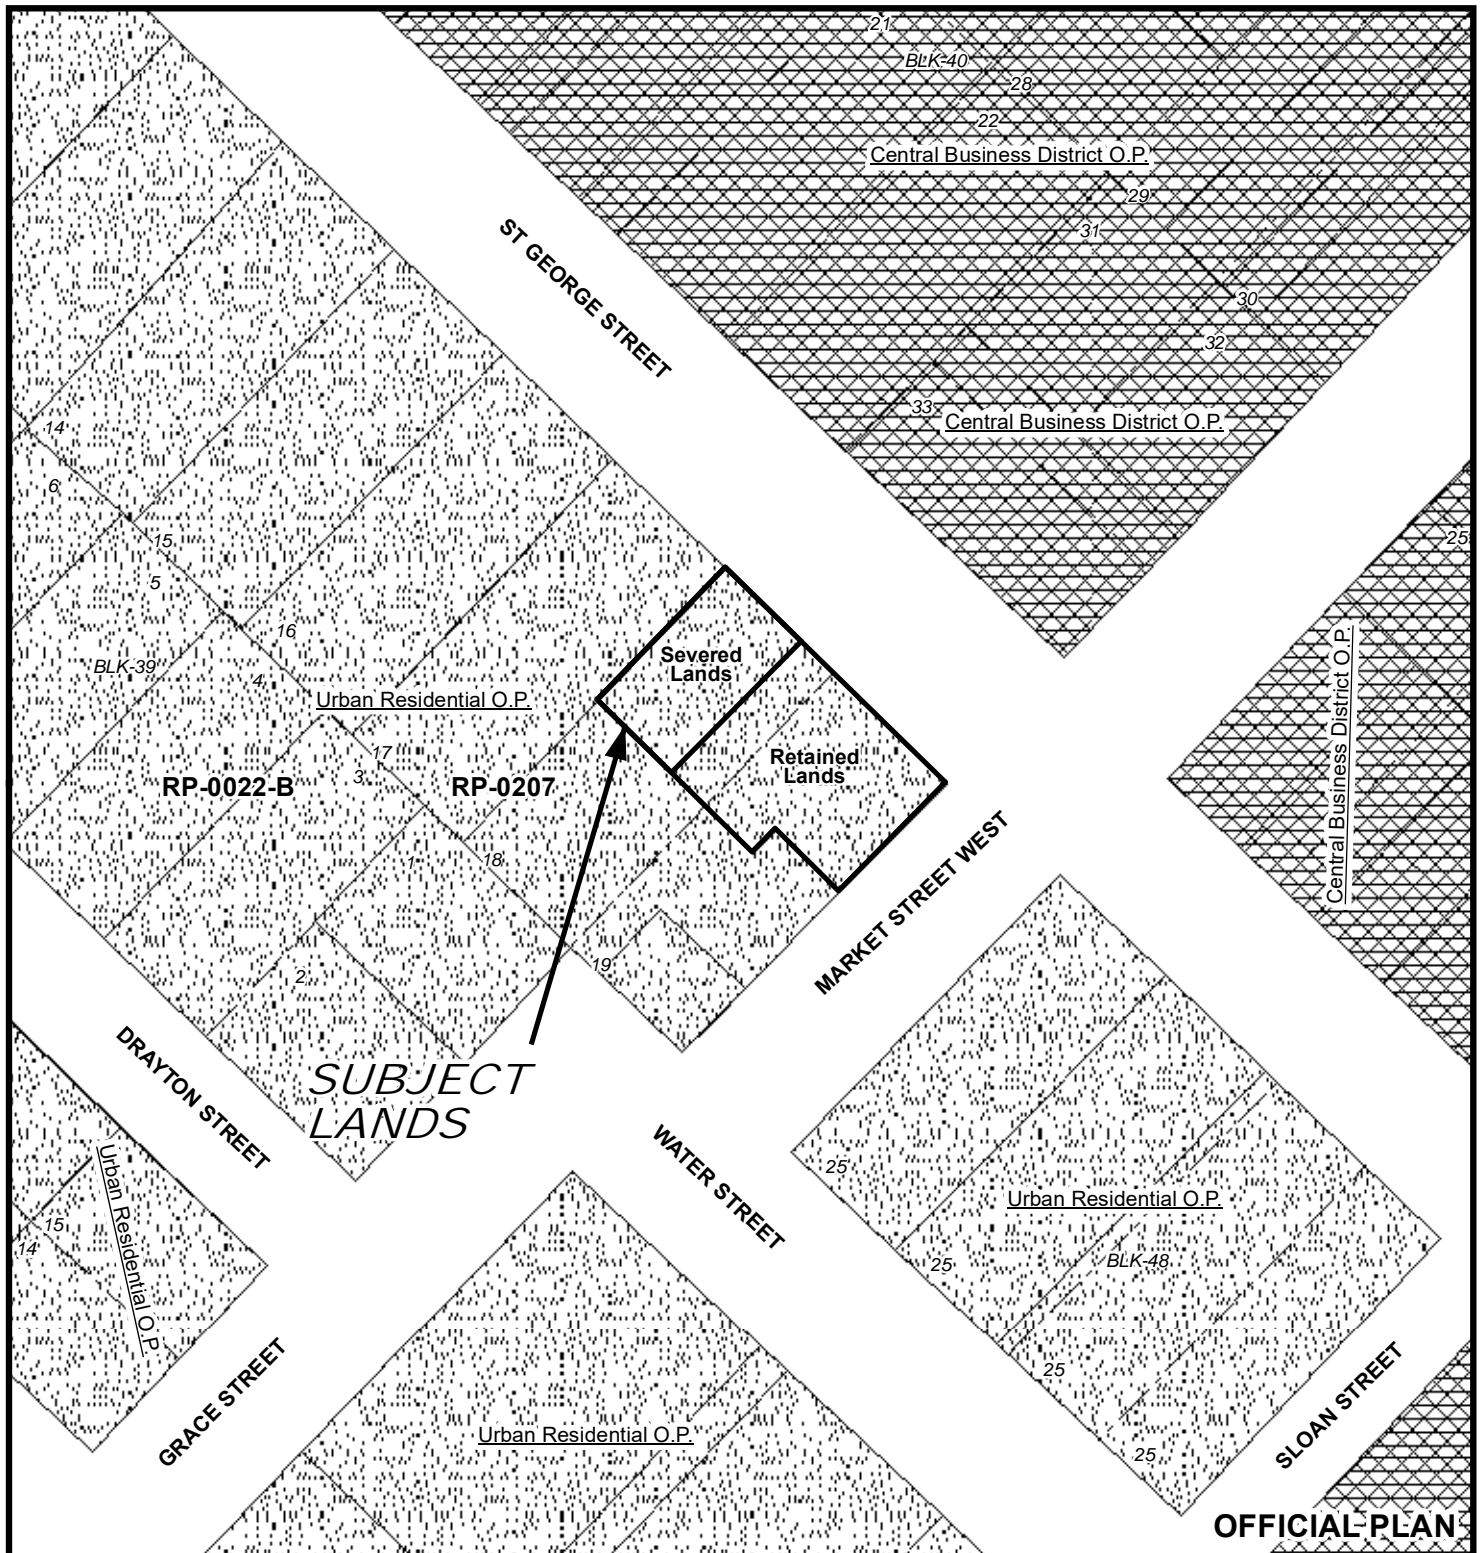 21
BLK-40
28
22
Central Business District O.P.
29
31
ST GEORGE STREET
30
32
33
Central Business District O.P.
14
6
25
15
5
16
BLK-39
4
Urban Residential O.P.
Severed
Lands
Central Business District O.P.
17
3
RP-0022-B
RP-0207
Retained
Lands
1
18
MARKET STREET WEST
2
19
DRAYTON STREET
SUBJECT
LANDS
WATER STREET
Urban Residential O.P.
15
14
25
Urban Residential O.P.
25
BLK-48
25
GRACE STREET
Urban Residential O.P.
25
SLOAN STREET
OFFICIAL PLAN